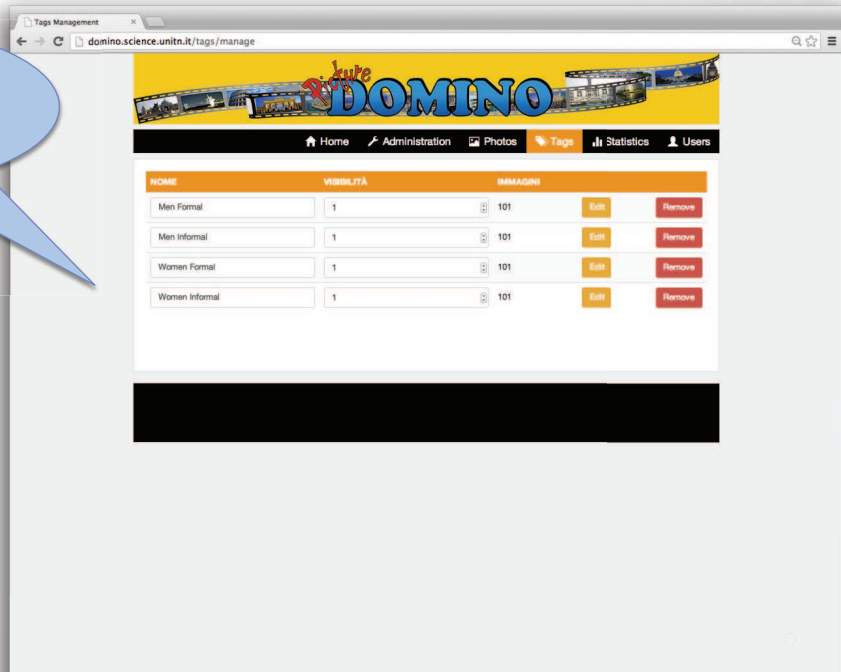 Tags Management
domino.science.unitn.it/tags/manage
Picture
DOMINO
Home Administration Photos Tags Statistics Users
NOME VISIBILITÀ IMMAGINI
Men Formal 1 101 Edit Remove
Men Informal 1 101 Edit Remove
Women Formal 1 101 Edit Remove
Women Informal 1 101 Edit Remove